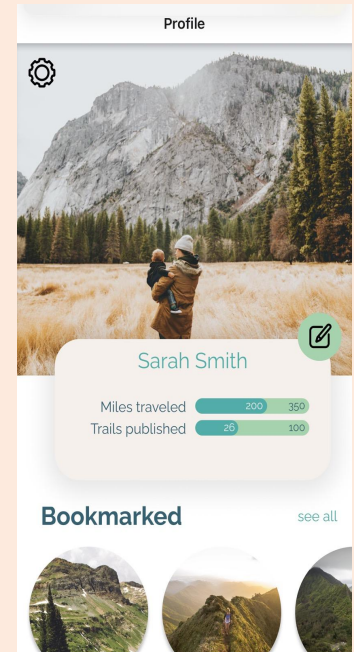 Profile
Sarah Smith
Miles traveled 200 350
Trails published 26 100
Bookmarked see all